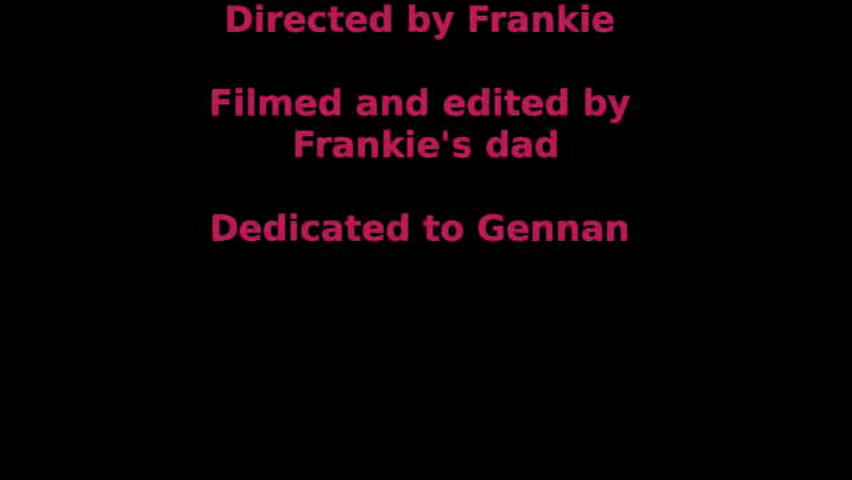 Directed by Frankie
Filmed and edited by
Frankie's dad
Dedicated to Gennan